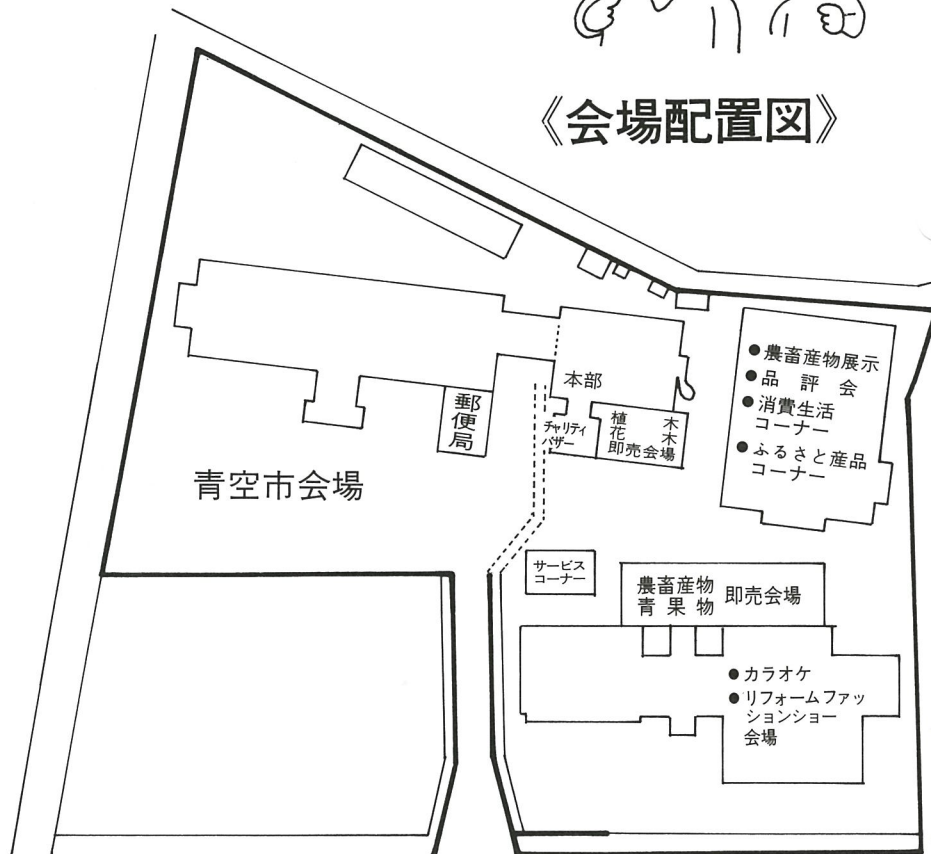 《会場配置図》
●農畜産物展示
●品評会
●消費生活
コーナー
●ふるさと産品
コーナー
本部
郵便局
チャリティ
バザー
植木
花木
即売会場
青空市会場
サービス
コーナー
農畜産物
青果物
即売会場
●カラオケ
●リフォームファッ
ションショー
会場